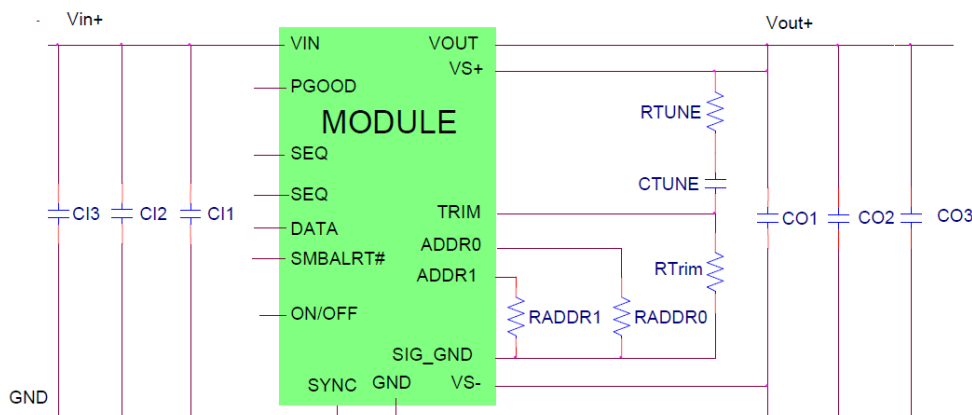 Vin+
Vout+
VIN
VOUT
VS+
PGOOD
RTUNE
MODULE
SEQ
CTUNE
SEQ
TRIM
CI3
CI2
CI1
CO1
CO2
CO3
DATA
ADDR0
SMBALRT#
ADDR1
RTrim
ON/OFF
RADDR1
RADDR0
SIG_GND
SYNC
GND
VS-
GND